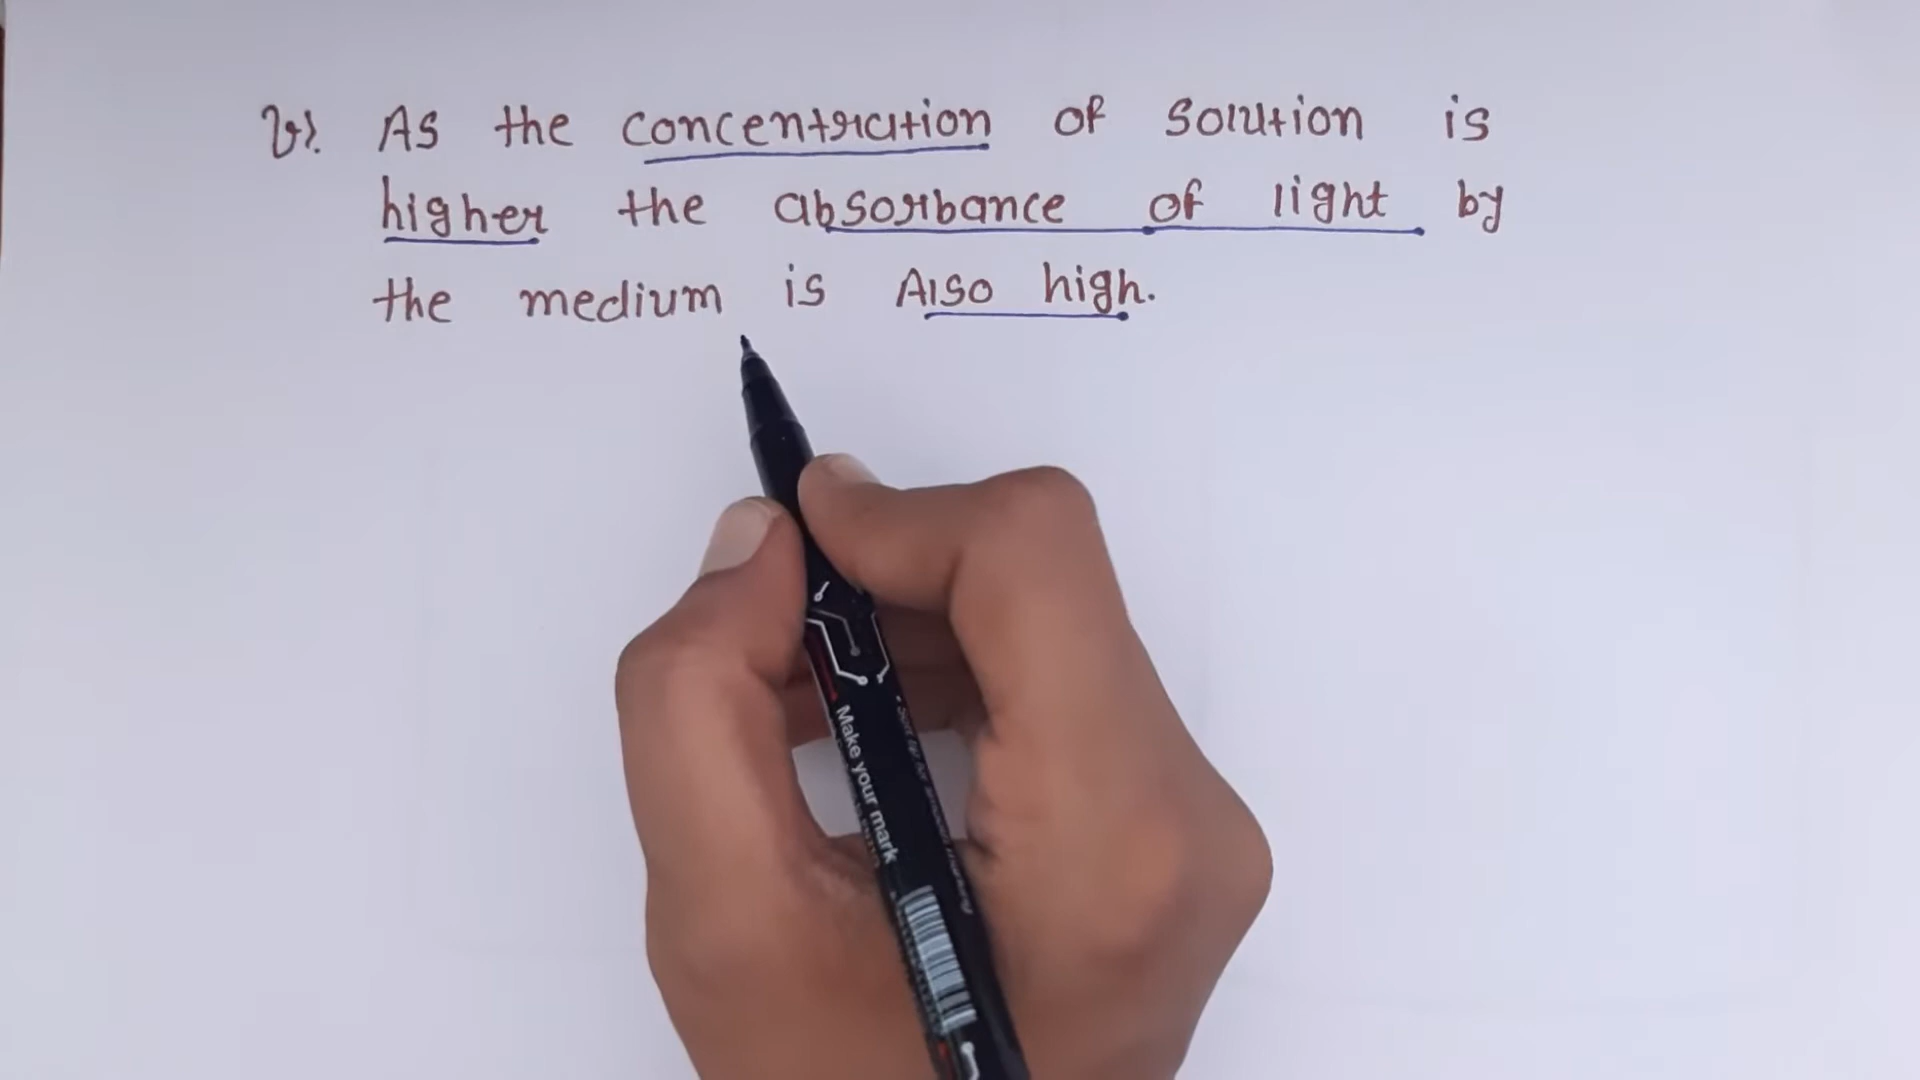 As the concentration of solution is
higher the absorbance of light by
the medium is Also high.
Make your mark